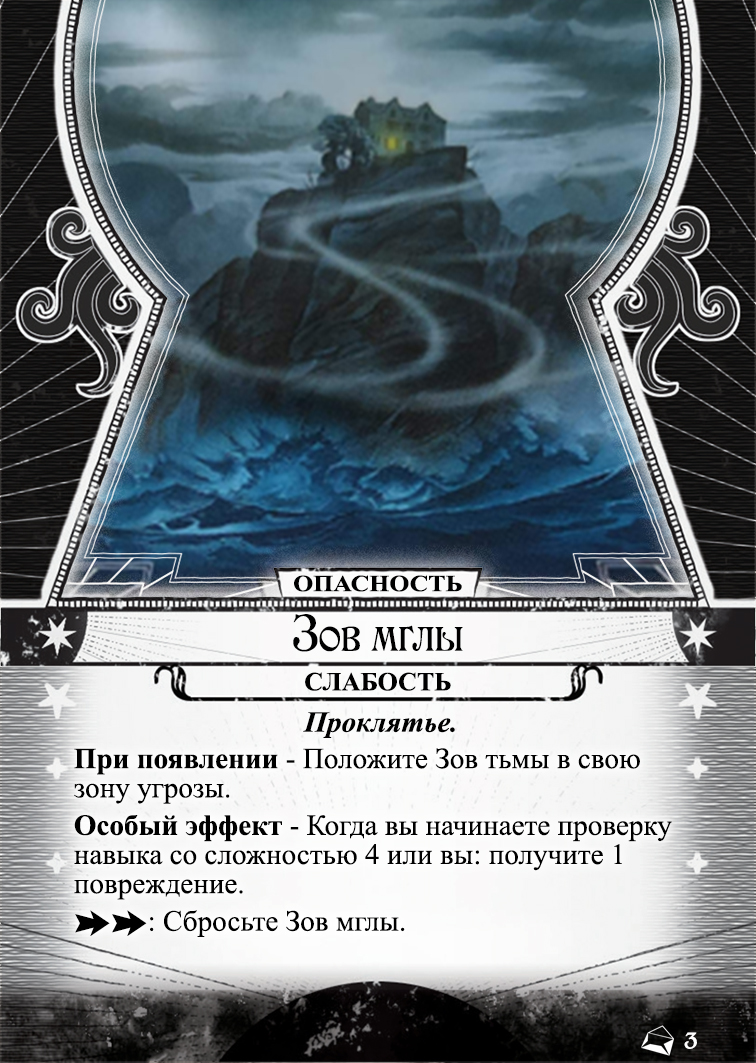 ОПАСНОСТЬ
Зов мглы
СЛАБОСТЬ
Проклятье.
При появлении - Положите Зов тьмы в свою
зону угрозы.
Особый эффект - Когда вы начинаете проверку
навыка со сложностью 4 или вы: получите 1
повреждение.
: Сбросьте Зов мглы.
3